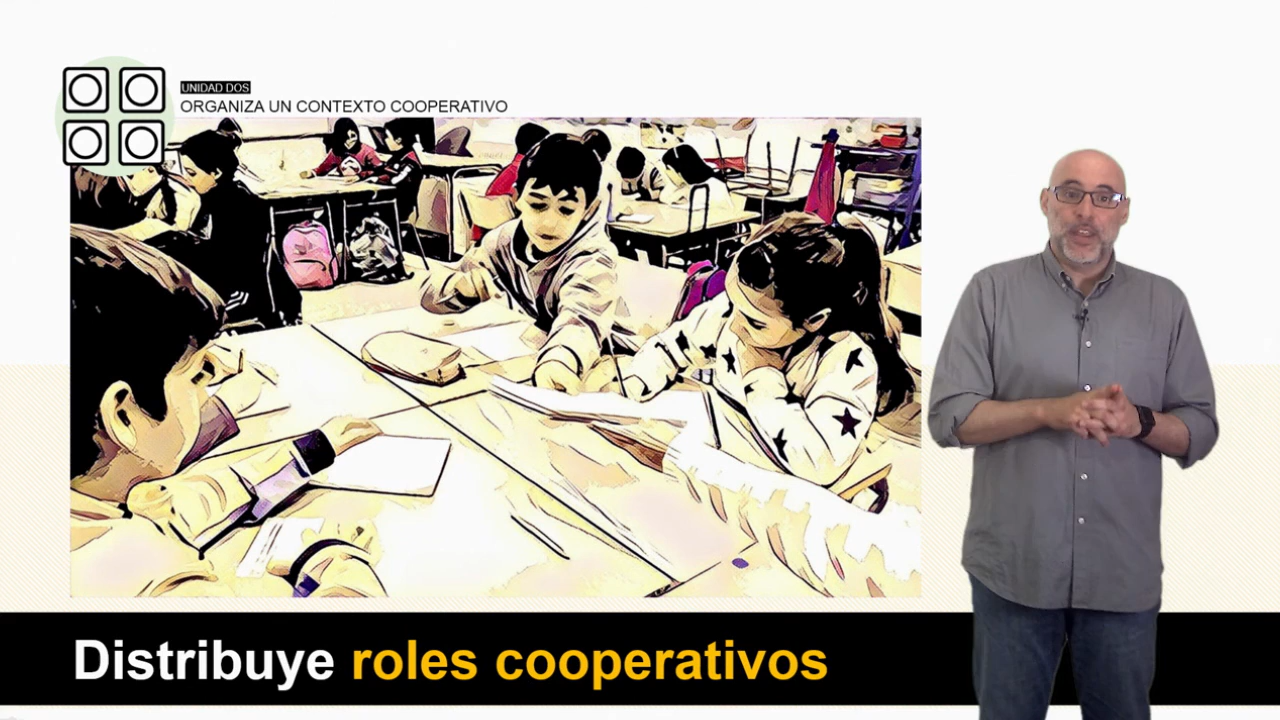 UNIDAD DOS
ORGANIZA UN CONTEXTO COOPERATIVO
Distribuye roles cooperativos